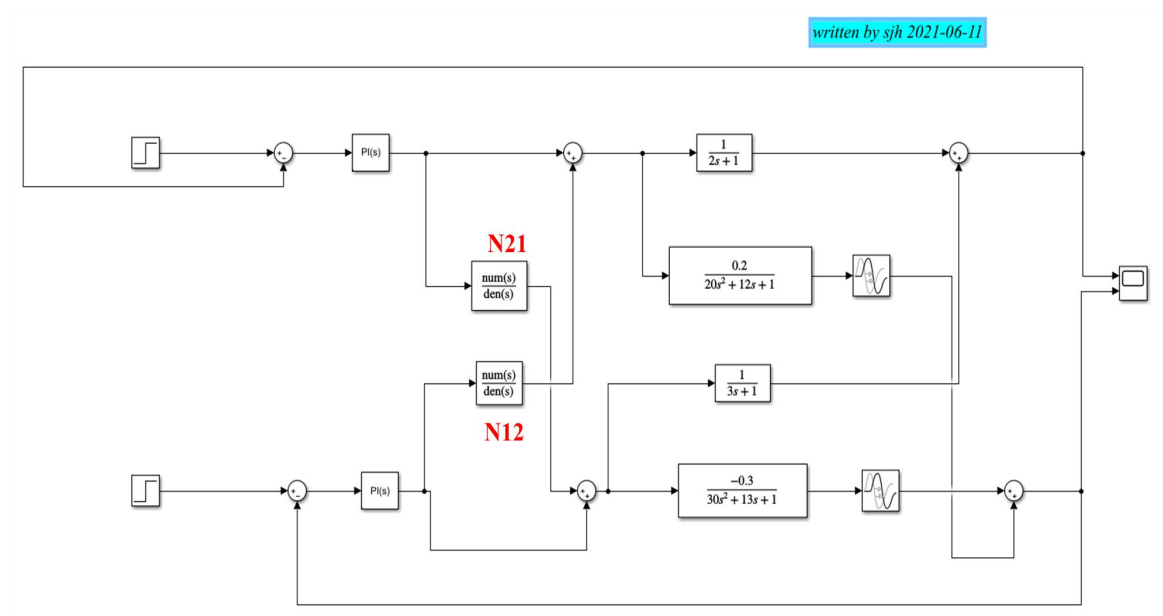 written by sjh 2021-06-11
+
-
PI(s)
+
+
1
2s + 1
+
+
N21
num(s)
den(s)
0.2
20s² + 12s + 1
num(s)
den(s)
N12
1
3s + 1
+
-
PI(s)
+
+
-0.3
30s² + 13s + 1
+
+